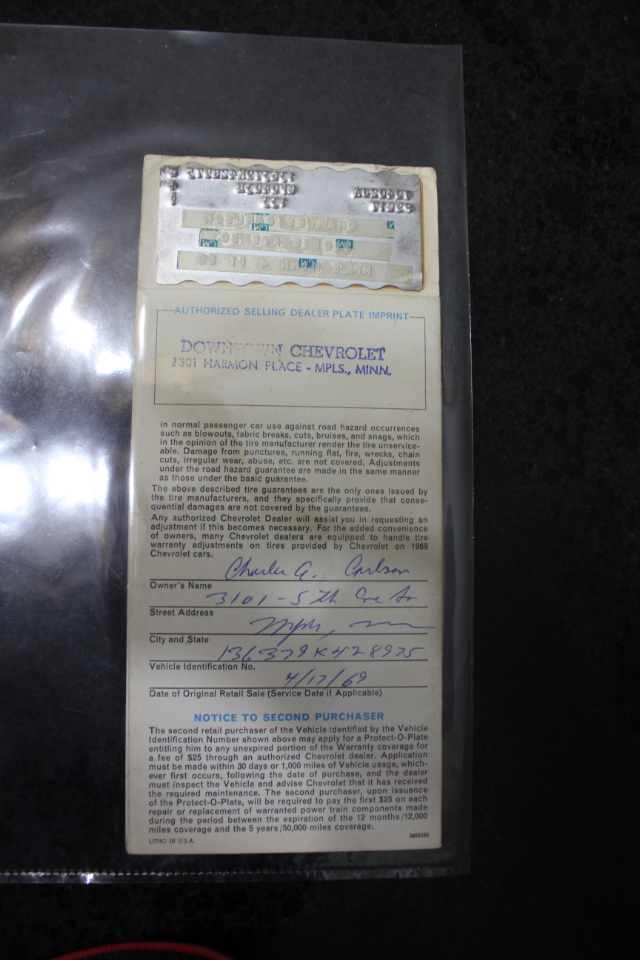 AUTHORIZED SELLING DEALER PLATE IMPRINT
DOWNTOWN CHEVROLET
1301 HARMON PLACE - MPLS., MINN.
in normal passenger car use against road hazard occurrences
such as blowouts, fabric breaks, cuts, bruises, and snags, which
in the opinion of the tire manufacturer render the tire unservice-
able. Damage from punctures, running flat, fire, wrecks, chain
cuts, irregular wear, abuse, etc. are not covered. Adjustments
under the road hazard guarantee are made in the same manner
as those under the basic guarantee.
The above described tire guarantees are the only ones issued by
the tire manufacturers, and they specifically provide that conse-
quential damages are not covered by the guarantees.
Any authorized Chevrolet Dealer will assist you in requesting an
adjustment if this becomes necessary. For the added convenience
of owners, many Chevrolet dealers are equipped to handle tire
warranty adjustments on tires provided by Chevrolet on 1969
Chevrolet cars.
Charles G. Carlson
Owner's Name
3101 - 5th Ave So
Street Address
Mpls,
City and State
136379K428975
Vehicle Identification No.
4/17/69
Date of Original Retail Sale (Service Date if Applicable)
NOTICE TO SECOND PURCHASER
The second retail purchaser of the Vehicle identified by the Vehicle
Identification Number shown above may apply for a Protect-O-Plate
entitling him to any unexpired portion of the Warranty coverage for
a fee of $25 through an authorized Chevrolet dealer. Application
must be made within 30 days or 1,000 miles of Vehicle usage, which-
ever first occurs, following the date of purchase, and the dealer
must inspect the Vehicle and advise Chevrolet that it has received
the required maintenance. The second purchaser, upon issuance
of the Protect-O-Plate, will be required to pay the first $25 on each
repair or replacement of warranted power train components made
during the period between the expiration of the 12 months/12,000
miles coverage and the 5 years/50,000 miles coverage.
LITHO IN U.S.A.